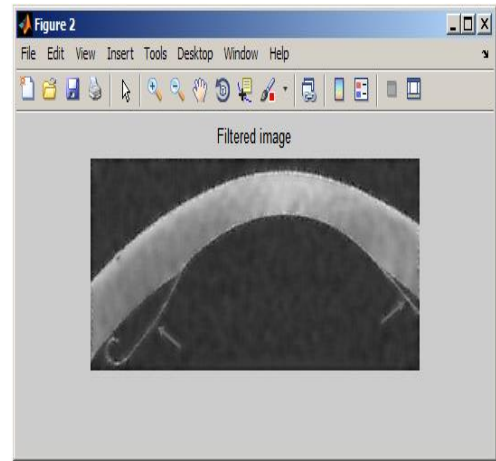 Figure 2
File Edit View Insert Tools Desktop Window Help
Filtered image